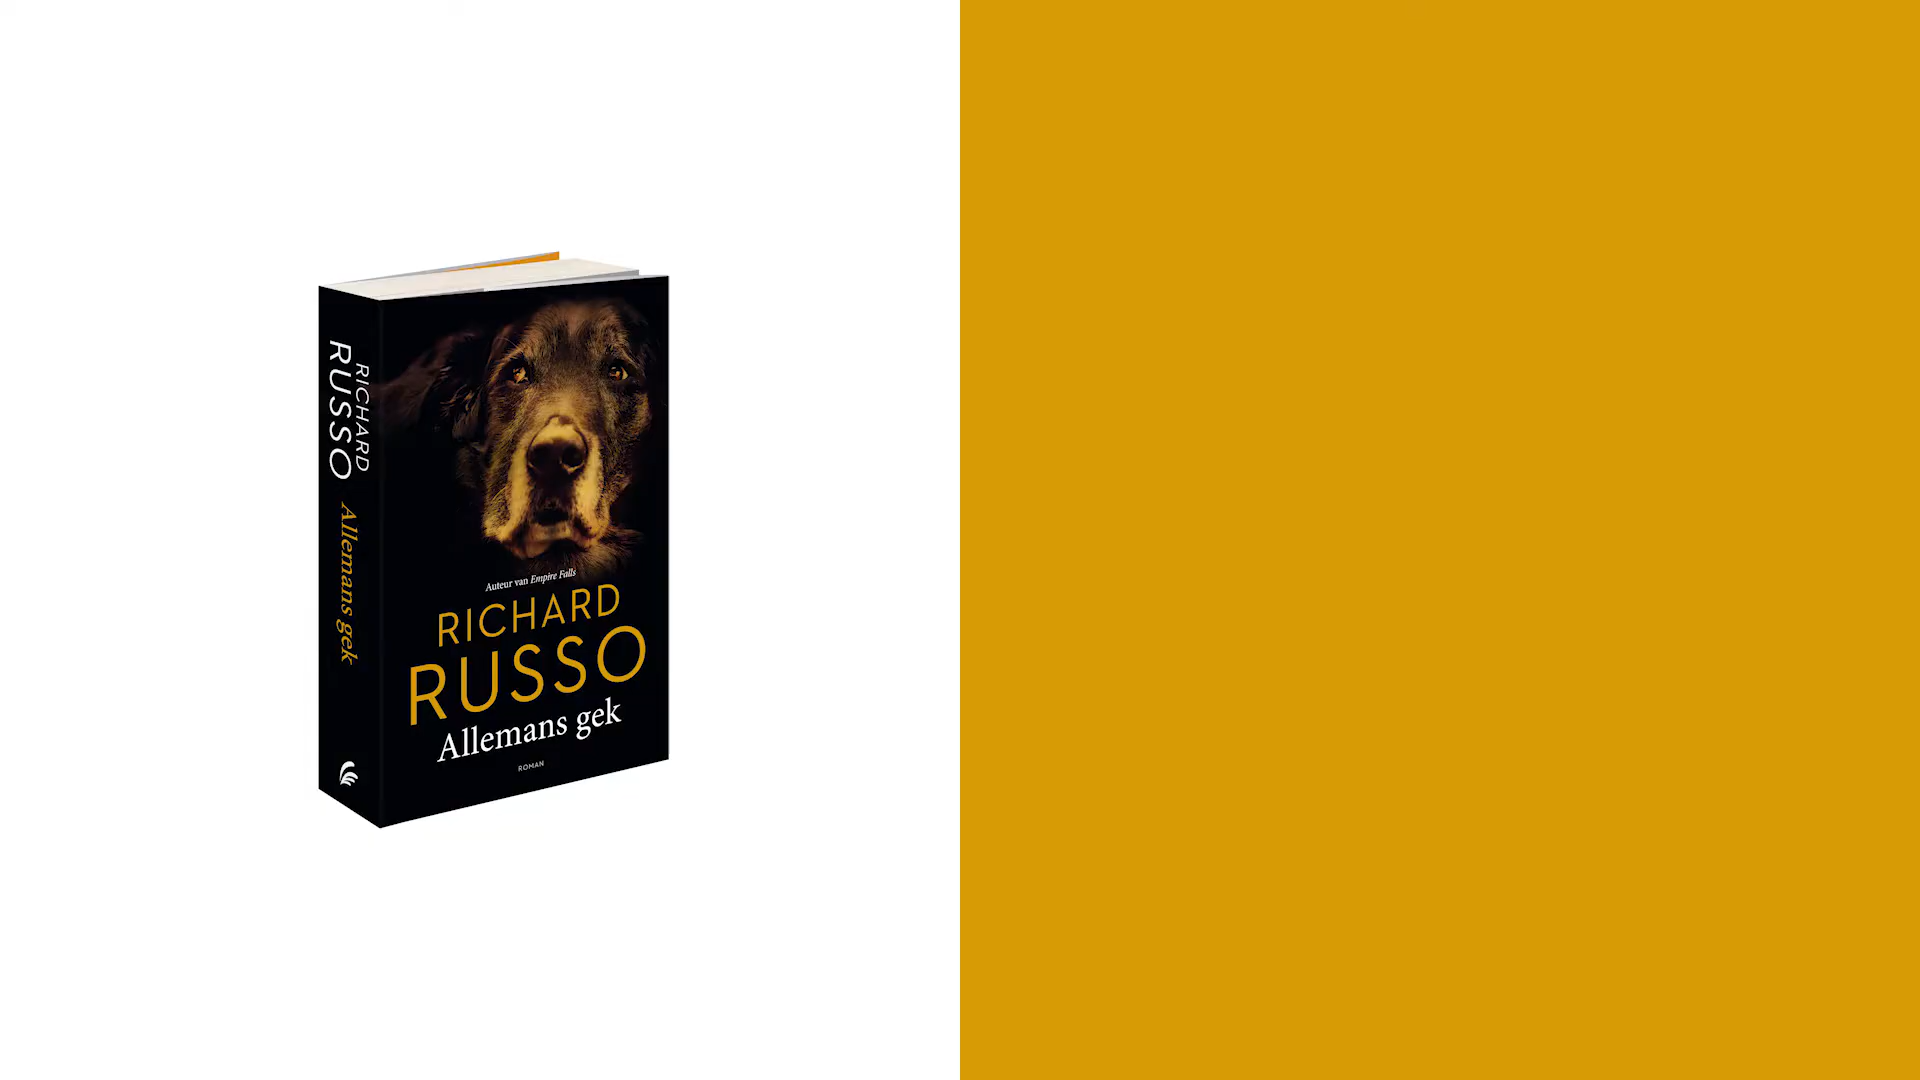 RICHARD
RUSSO
Allemans gek
Auteur van Empire Falls
RICHARD
RUSSO
Allemans gek
ROMAN